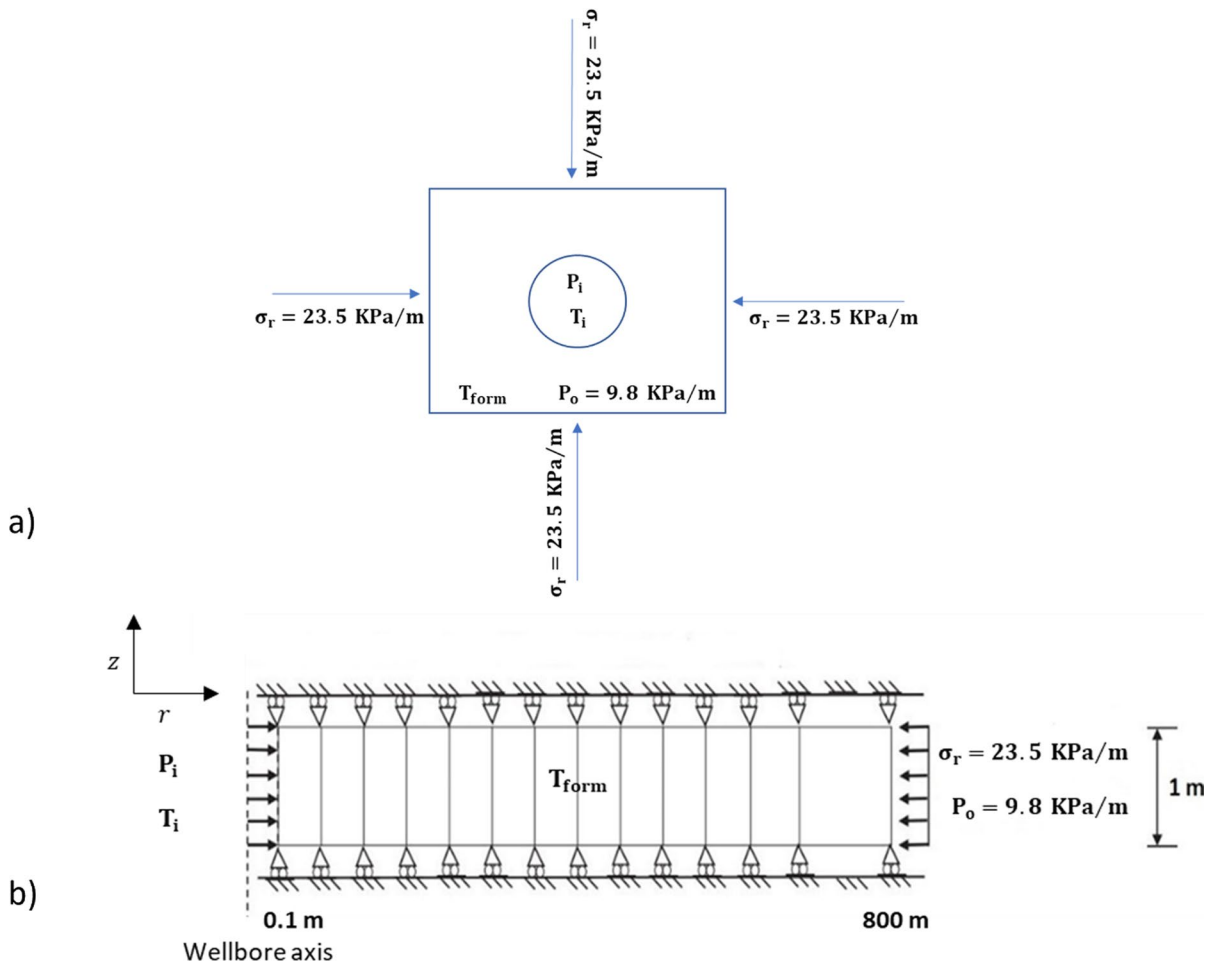 σr = 23.5 KPa/m
Pi
Ti
σr = 23.5 KPa/m
σr = 23.5 KPa/m
Tform Po = 9.8 KPa/m
σr = 23.5 KPa/m
a)
z
r
Pi
Ti
Tform
σr = 23.5 KPa/m
Po = 9.8 KPa/m
1 m
b)
0.1 m
800 m
Wellbore axis